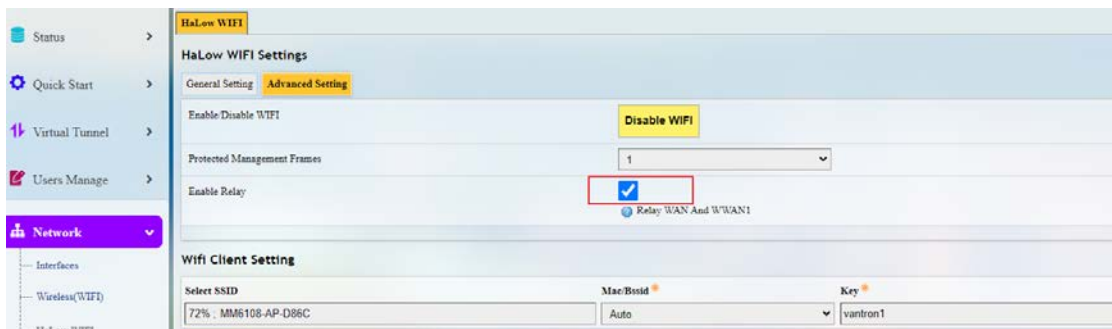 HaLow WIFI
Status
HaLow WIFI Settings
Quick Start
General Setting Advanced Setting
Enable/Disable WIFI Disable WIFI
Virtual Tunnel
Protected Management Frames 1
Users Manage
Enable Relay
Relay WAN And WWAN1
Network
Wifi Client Setting
Interfaces
Select SSID Mac/Bssid Key
Wireless(WIFI)
72% ; MM6108-AP-D86C Auto vantron1